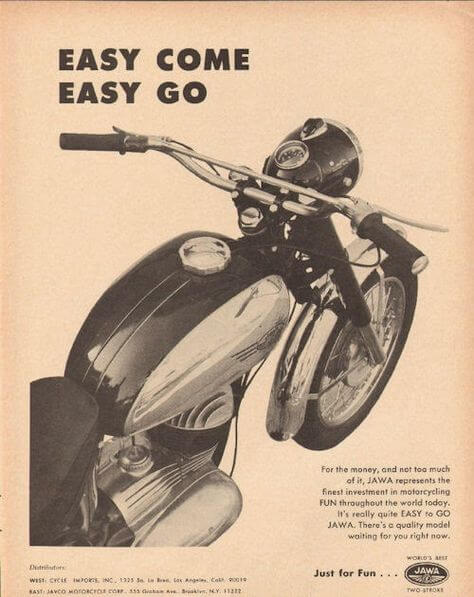 EASY COME
EASY GO
JAWA
For the money, and not too much
of it, JAWA represents the
finest investment in motorcycling
FUN throughout the world today.
It's really quite EASY to GO
JAWA. There's a quality model
waiting for you right now.
Distributors:
WEST: CYCLE IMPORTS, INC., 1325 So. La Brea, Los Angeles, Calif. 90019
EAST: JAVCO MOTORCYCLE CORP., 555 Graham Ave., Brooklyn, N.Y. 11222
Just for Fun . . .
WORLD'S BEST
JAWA
TWO-STROKE